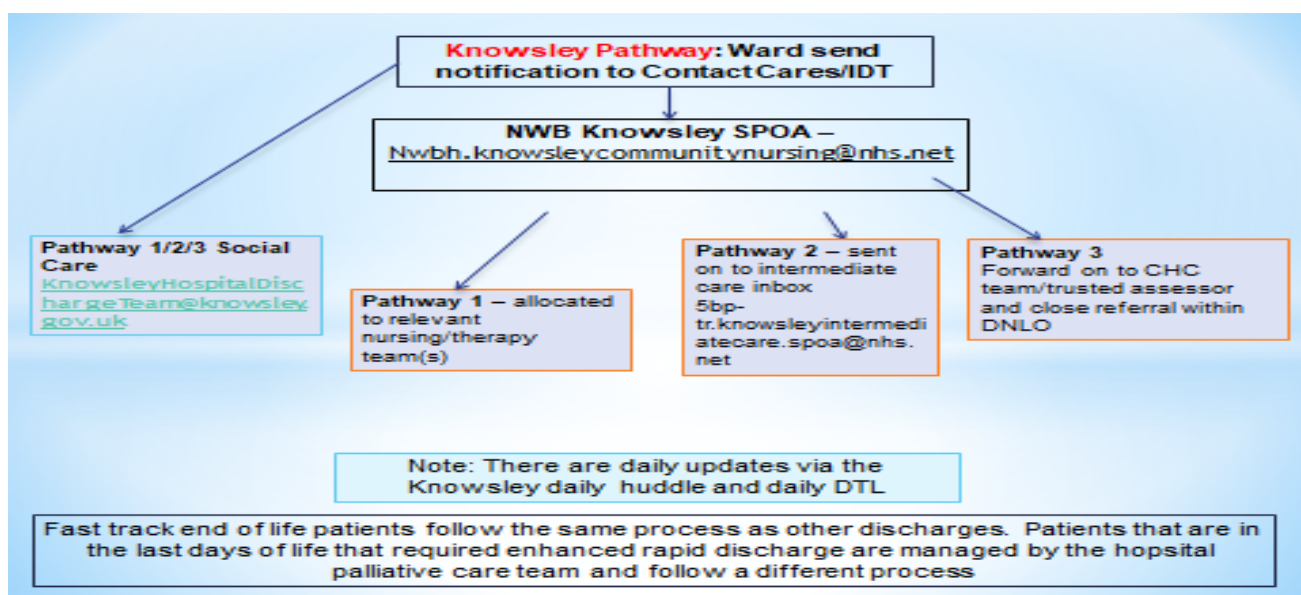 Knowsley Pathway: Ward send
notification to ContactCares/IDT
NWB Knowsley SPOA –
Nwbh.knowsleycommunitynursing@nhs.net
Pathway 1/2/3 Social
Care
KnowsleyHospitalDisc
hargeTeam@knowsley.
gov.uk
Pathway 1 – allocated
to relevant
nursing/therapy
team(s)
Pathway 2 – sent
on to intermediate
care inbox
5bp-
tr.knowsleyintermedi
atecare.spoa@nhs.
net
Pathway 3
Forward on to CHC
team/trusted assessor
and close referral within
DNLO
Note: There are daily updates via the
Knowsley daily huddle and daily DTL
Fast track end of life patients follow the same process as other discharges. Patients that are in
the last days of life that required enhanced rapid discharge are managed by the hopsital
palliative care team and follow a different process